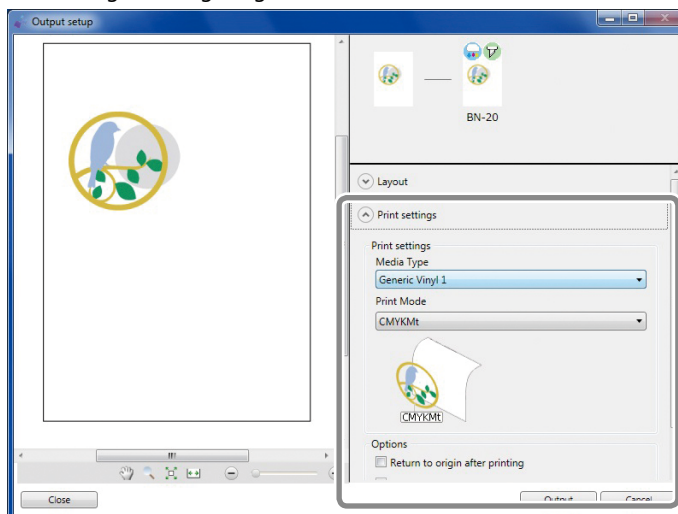 Output setup
BN-20
Layout
Print settings
Print settings
Media Type
Generic Vinyl 1
Print Mode
CMYKMt
CMYKMt
Options
Return to origin after printing
Close
Output
Cancel